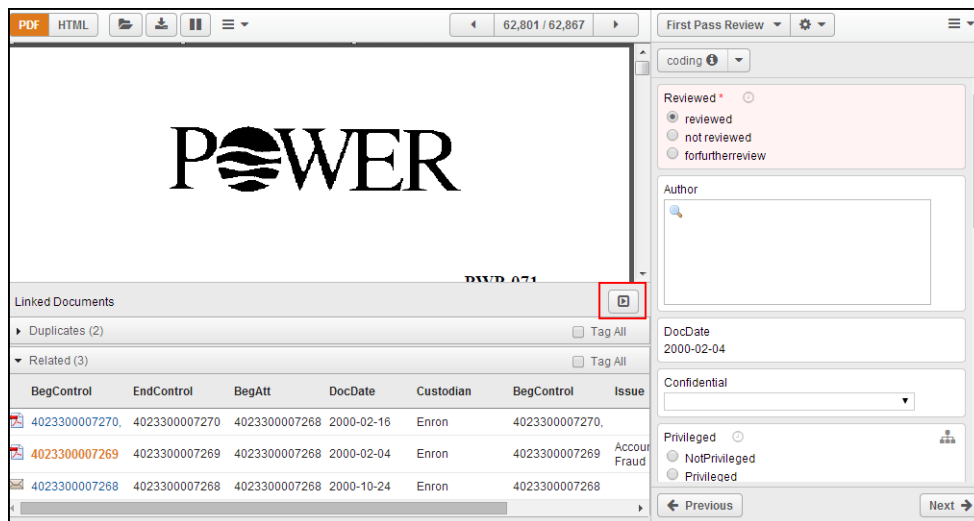 PDF HTML 62,801 / 62,867
POWER
PWR-071
Linked Documents
Duplicates (2) Tag All
Related (3) Tag All
BegControl EndControl BegAtt DocDate Custodian BegControl Issue
4023300007270, 4023300007270 4023300007268 2000-02-16 Enron 4023300007270,
4023300007269 4023300007269 4023300007268 2000-02-04 Enron 4023300007269 Accour
Fraud
4023300007268 4023300007268 4023300007268 2000-10-24 Enron 4023300007268
First Pass Review
coding
Reviewed *
reviewed
not reviewed
forfurtherreview
Author
DocDate
2000-02-04
Confidential
Privileged
NotPrivileged
Privileged
Previous Next